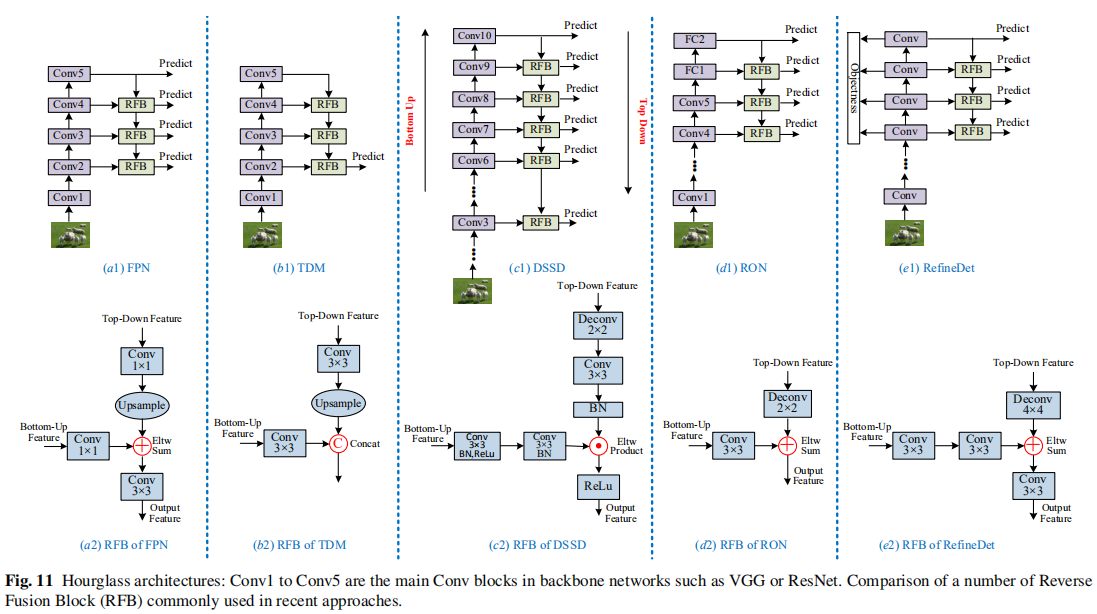 Conv5
Predict
Conv4
RFB
Predict
Conv3
RFB
Predict
Conv2
RFB
Predict
Conv1
(a1) FPN
Conv5
Conv4
RFB
Conv3
RFB
Conv2
RFB
Predict
Conv1
(b1) TDM
Bottom Up
Conv10
Predict
Conv9
RFB
Predict
Conv8
RFB
Predict
Conv7
RFB
Predict
Conv6
RFB
Predict
Conv3
RFB
Predict
Top Down
(c1) DSSD
FC2
Predict
FC1
RFB
Predict
Conv5
RFB
Predict
Conv4
RFB
Predict
Conv1
(d1) RON
Objectness
Conv
Predict
Conv
RFB
Predict
Conv
RFB
Predict
Conv
RFB
Predict
Conv
(e1) RefineDet
Top-Down Feature
Conv
1×1
Upsample
Bottom-Up
Feature
Conv
1×1
Eltw
Sum
Conv
3×3
Output
Feature
(a2) RFB of FPN
Top-Down Feature
Conv
3×3
Upsample
Bottom-Up
Feature
Conv
3×3
C
Concat
(b2) RFB of TDM
Top-Down Feature
Deconv
2×2
Conv
3×3
BN
Bottom-Up
Feature
Conv
3×3
BN,ReLu
Conv
3×3
BN
Eltw
Product
ReLu
Output
Feature
(c2) RFB of DSSD
Top-Down Feature
Deconv
2×2
Bottom-Up
Feature
Conv
3×3
Eltw
Sum
Output
Feature
(d2) RFB of RON
Top-Down Feature
Deconv
4×4
Bottom-Up
Feature
Conv
3×3
Conv
3×3
Eltw
Sum
Conv
3×3
Output
Feature
(e2) RFB of RefineDet
Fig. 11 Hourglass architectures: Conv1 to Conv5 are the main Conv blocks in backbone networks such as VGG or ResNet. Comparison of a number of Reverse
Fusion Block (RFB) commonly used in recent approaches.